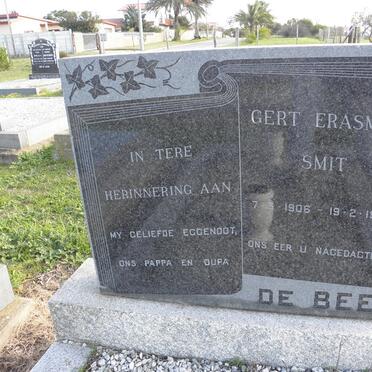 IN TERE
HERINNERING AAN
MY GELIEFDE EGGENOOT,
ONS PAPPA EN OUPA
GERT ERASM
SMIT
1906 - 19-2-1
ONS EER U NAGEDACTE
DE BEE